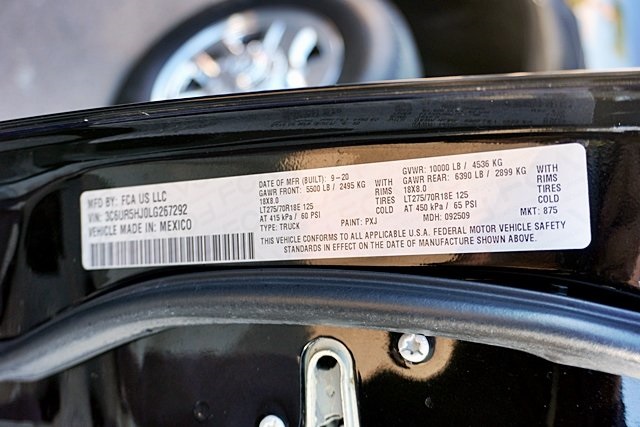 MFD BY: FCA US LLC
VIN: 3C6UR5HJ0LG267292
VEHICLE MADE IN: MEXICO
DATE OF MFR (BUILT): 9-20
GAWR FRONT: 5500 LB / 2495 KG WITH
18X8.0 RIMS
LT275/70R18E 125 TIRES
AT 415 kPa / 60 PSI COLD
TYPE: TRUCK PAINT: PXJ
GVWR: 10000 LB / 4536 KG
GAWR REAR: 6390 LB / 2899 KG WITH
18X8.0 RIMS
LT275/70R18E 125 TIRES
AT 450 kPa / 65 PSI COLD
MDH: 092509 MKT: 875
THIS VEHICLE CONFORMS TO ALL APPLICABLE U.S.A. FEDERAL MOTOR VEHICLE SAFETY
STANDARDS IN EFFECT ON THE DATE OF MANUFACTURE SHOWN ABOVE.